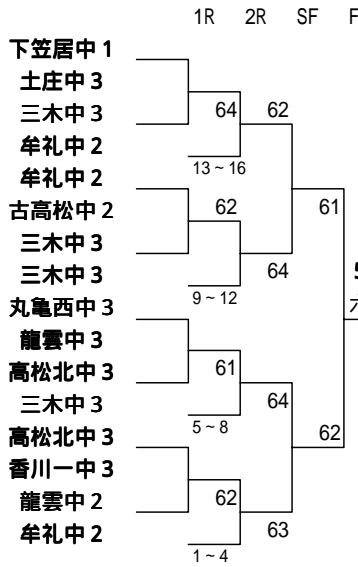 1R 2R SF F
下笠居中 1
土庄中 3
三木中 3 64 62
牟礼中 2
牟礼中 2 13 ~ 16
古高松中 2 62 61
三木中 3
三木中 3 64
丸亀西中 3 9 ~ 12
龍雲中 3
高松北中 3 61
三木中 3 64
高松北中 3 5 ~ 8 62
香川一中 3
龍雲中 2 62
牟礼中 2 63
1 ~ 4